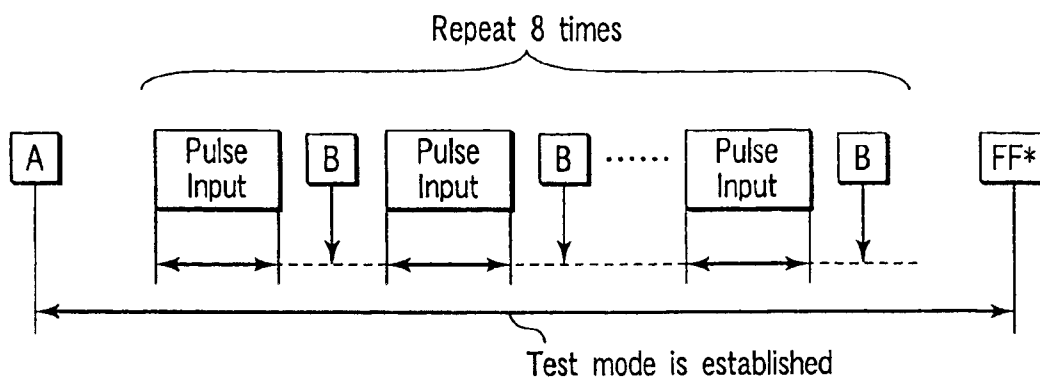 Repeat 8 times
A
Pulse
Input
B
Pulse
Input
B
......
Pulse
Input
B
FF*
Test mode is established